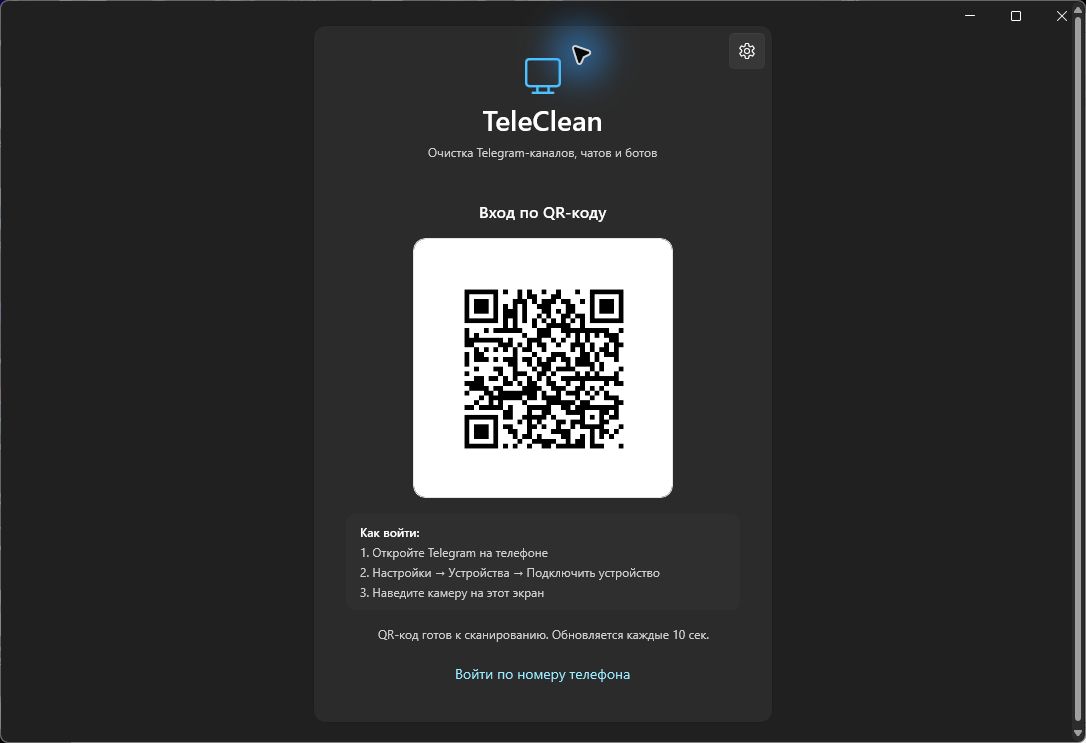 TeleClean
Очистка Telegram-каналов, чатов и ботов
Вход по QR-коду
Как войти:
1. Откройте Telegram на телефоне
2. Настройки → Устройства → Подключить устройство
3. Наведите камеру на этот экран
QR-код готов к сканированию. Обновляется каждые 10 сек.
Войти по номеру телефона